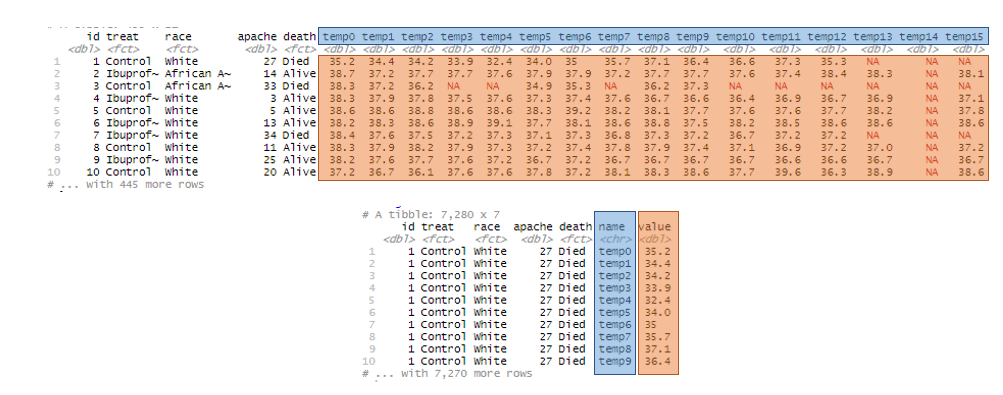 # A tibble:
id treat race apache death temp0 temp1 temp2 temp3 temp4 temp5 temp6 temp7 temp8 temp9 temp10 temp11 temp12 temp13 temp14 temp15
<dbl> <fct> <fct> <dbl> <fct> <dbl> <dbl> <dbl> <dbl> <dbl> <dbl> <dbl> <dbl> <dbl> <dbl> <dbl> <dbl> <dbl> <dbl> <dbl> <dbl>
1 1 Control White 27 Died 35.2 34.4 34.2 33.9 32.4 34.0 35 35.7 37.1 36.4 36.6 37.3 35.3 NA NA NA
2 2 Ibuprof~ African A~ 14 Alive 38.7 37.2 37.7 37.7 37.6 37.9 37.9 37.2 37.7 37.7 37.6 37.4 38.4 38.3 NA 38.1
3 3 Control African A~ 33 Died 38.3 37.2 36.2 NA NA 34.9 35.3 NA 36.2 37.3 NA
4 4 Ibuprof~ White 3 Alive 38.3 37.9 37.8 37.5 37.6 37.3 37.4 37.6 36.7 36.6 36.4 36.9 36.7 36.9 NA 37.1
5 5 Control White 5 Alive 38.6 38.6 38.8 38.6 38.6 38.3 39.2 38.2 38.1 37.7 37.6 37.6 37.7 38.2 NA 37.8
6 6 Ibuprof~ White 13 Alive 38.2 38.3 38.6 38.9 39.1 37.7 38.1 38.6 38.8 37.5 38.2 38.5 38.6 38.6 NA 38.6
7 7 Ibuprof~ White 34 Died 38.4 37.6 37.5 37.2 37.3 37.1 37.3 36.8 37.3 37.2 36.7 37.2 37.2 NA NA NA
8 8 Control White 11 Alive 38.3 37.9 38.2 37.9 37.3 37.2 37.4 37.8 37.9 37.4 37.1 36.9 37.2 37.0 NA 37.2
9 9 Ibuprof~ White 25 Alive 38.2 37.6 37.7 37.6 37.2 36.7 37.2 36.7 36.7 36.7 36.7 36.7 36.7 36.7 NA 36.7
10 10 Control White 20 Alive 37.2 36.7 36.1 37.6 37.6 37.8 37.2 38.1 38.3 38.6 37.7 39.6 36.3 38.9 NA 38.6
# ... with 445 more rows
# A tibble: 7,280 x 7
id treat race apache death name value
<dbl> <fct> <fct> <dbl> <fct> <chr> <dbl>
1 1 Control White 27 Died temp0 35.2
2 1 Control White 27 Died temp1 34.4
3 1 Control White 27 Died temp2 34.2
4 1 Control White 27 Died temp3 33.9
5 1 Control White 27 Died temp4 32.4
6 1 Control White 27 Died temp5 34.0
7 1 Control White 27 Died temp6 35
8 1 Control White 27 Died temp7 35.7
9 1 Control White 27 Died temp8 37.1
10 1 Control White 27 Died temp9 36.4
# ... with 7,270 more rows